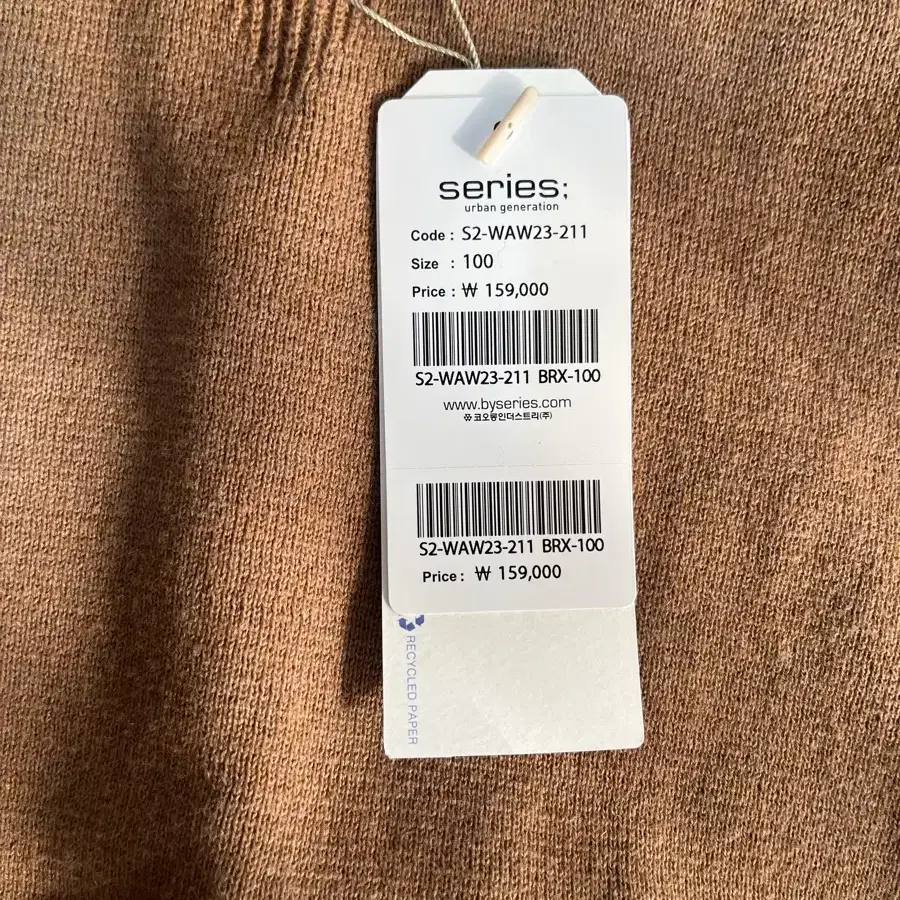 series;
urban generation
Code : S2-WAW23-211
Size : 100
Price : ₩ 159,000
S2-WAW23-211 BRX-100
www.byseries.com
코오롱인더스트리(주)
S2-WAW23-211 BRX-100
Price : ₩ 159,000
RECYCLED PAPER